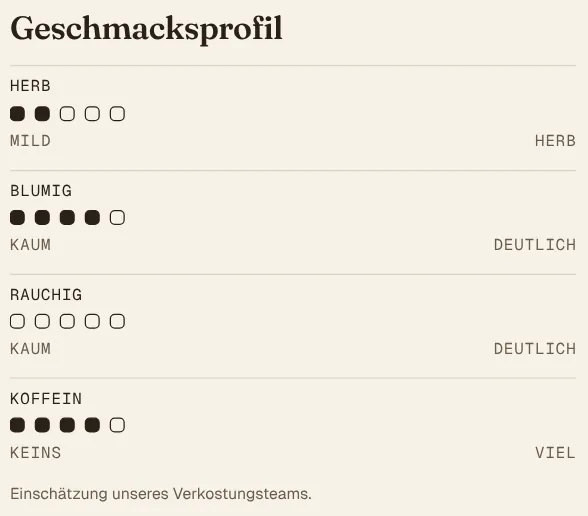 Geschmacksprofil
HERB
MILD HERB
BLUMIG
KAUM DEUTLICH
RAUCHIG
KAUM DEUTLICH
KOFFEIN
KEINS VIEL
Einschätzung unseres Verkostungsteams.